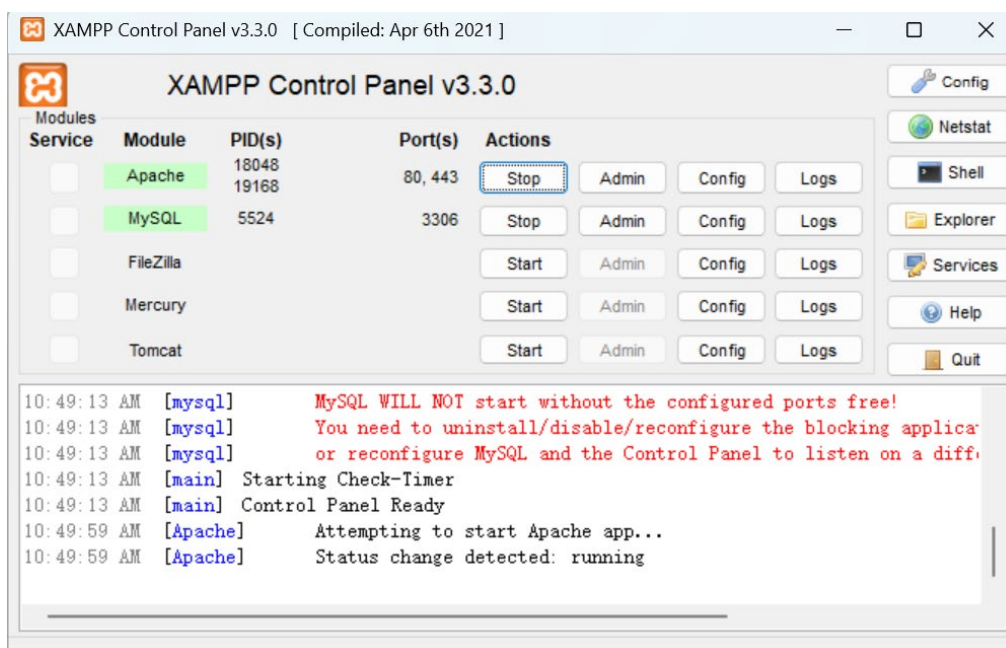 XAMPP Control Panel v3.3.0 [ Compiled: Apr 6th 2021 ]
XAMPP Control Panel v3.3.0
Config
Modules
Netstat
Service Module PID(s) Port(s) Actions
Apache 18048 19168 80, 443 Stop Admin Config Logs
Shell
MySQL 5524 3306 Stop Admin Config Logs
Explorer
FileZilla Start Admin Config Logs
Services
Mercury Start Admin Config Logs
Help
Tomcat Start Admin Config Logs
Quit
10:49:13 AM [mysql] MySQL WILL NOT start without the configured ports free!
10:49:13 AM [mysql] You need to uninstall/disable/reconfigure the blocking
10:49:13 AM [mysql] or reconfigure MySQL and the Control Panel to listen on a
10:49:13 AM [main] Starting Check-Timer
10:49:13 AM [main] Control Panel Ready
10:49:59 AM [Apache] Attempting to start Apache app...
10:49:59 AM [Apache] Status change detected: running